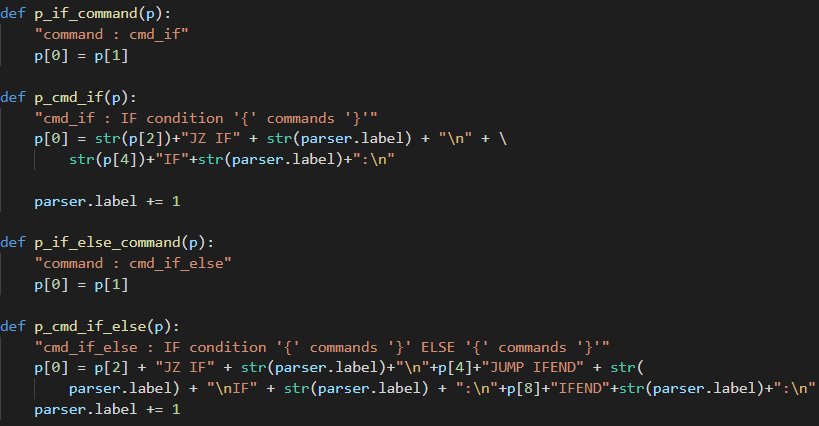 def p_if_command(p):
    "command : cmd_if"
    p[0] = p[1]

def p_cmd_if(p):
    "cmd_if : IF condition '{' commands '}'"
    p[0] = str(p[2])+"JZ IF" + str(parser.label) + "\n" + \
        str(p[4])+"IF"+str(parser.label)+":\n"

    parser.label += 1

def p_if_else_command(p):
    "command : cmd_if_else"
    p[0] = p[1]

def p_cmd_if_else(p):
    "cmd_if_else : IF condition '{' commands '}' ELSE '{' commands '}'"
    p[0] = p[2] + "JZ IF" + str(parser.label)+"\n"+p[4]+"JUMP IFEND" + str(
        parser.label) + "\nIF" + str(parser.label) + ":\n"+p[8]+"IFEND"+str(parser.label)+":\n"
    parser.label += 1